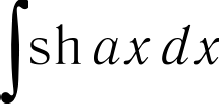 ∫ sh ax dx